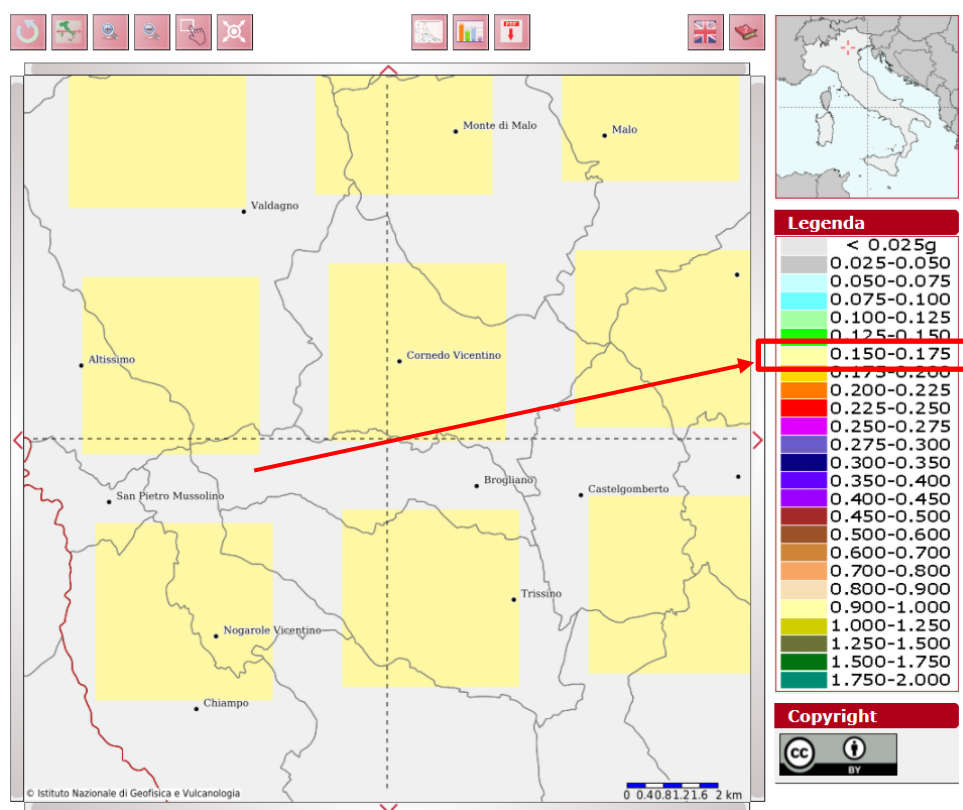 PDF
Monte di Malo
Malo
Valdagno
Altissimo
Cornedo Vicentino
San Pietro Mussolino
Brogliano
Castelgomberto
Trissino
Nogarole Vicentino
Chiampo
© Istituto Nazionale di Geofisica e Vulcanologia
0 0.40.81.21.6 2 km
Legenda
< 0.025g
0.025-0.050
0.050-0.075
0.075-0.100
0.100-0.125
0.125-0.150
0.150-0.175
0.175-0.200
0.200-0.225
0.225-0.250
0.250-0.275
0.275-0.300
0.300-0.350
0.350-0.400
0.400-0.450
0.450-0.500
0.500-0.600
0.600-0.700
0.700-0.800
0.800-0.900
0.900-1.000
1.000-1.250
1.250-1.500
1.500-1.750
1.750-2.000
Copyright
cc
BY